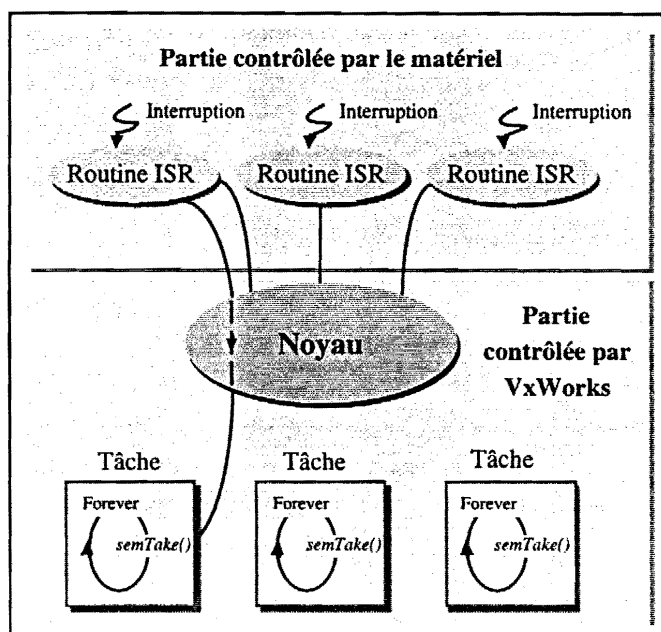 Partie contrôlée par le matériel
Interruption
Interruption
Interruption
Routine ISR
Routine ISR
Routine ISR
Noyau
Partie
contrôlée par
VxWorks
Tâche
Tâche
Tâche
Forever
Forever
Forever
semTake()
semTake()
semTake()